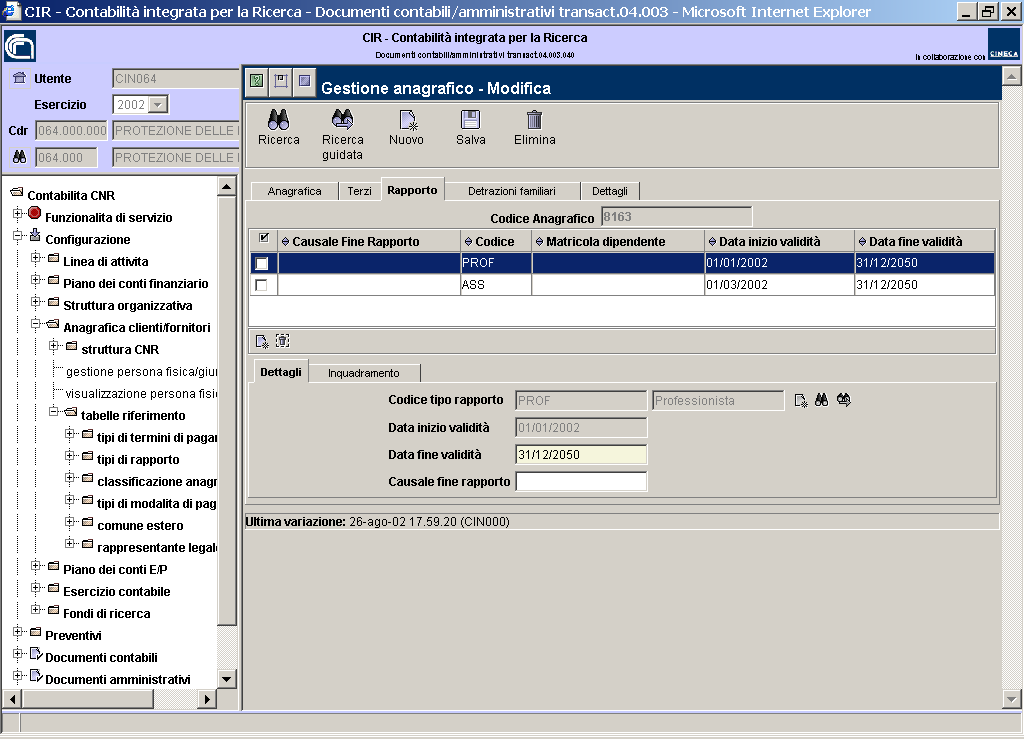 CIR - Contabilità integrata per la Ricerca - Documenti contabili/amministrativi transact.04.003 - Microsoft Internet Explorer
CIR - Contabilità integrata per la Ricerca
Documenti contabili/amministrativi transact.04.003.040
In collaborazione con
CINECA
Utente CIN064
Esercizio 2002
Cdr 064.000.000 PROTEZIONE DELLE
064.000 PROTEZIONE DELLE
Contabilita CNR
Funzionalita di servizio
Configurazione
Linea di attivita
Piano dei conti finanziario
Struttura organizzativa
Anagrafica clienti/fornitori
struttura CNR
gestione persona fisica/giu
visualizzazione persona fisi
tabelle riferimento
tipi di termini di pagar
tipi di rapporto
classificazione anagr
tipi di modalita di pag
comune estero
rappresentante legale
Piano dei conti E/P
Esercizio contabile
Fondi di ricerca
Preventivi
Documenti contabili
Documenti amministrativi
Gestione anagrafico - Modifica
Ricerca Ricerca guidata Nuovo Salva Elimina
Anagrafica Terzi Rapporto Detrazioni familiari Dettagli
Codice Anagrafico 8163
Causale Fine Rapporto Codice Matricola dipendente Data inizio validità Data fine validità
PROF 01/01/2002 31/12/2050
ASS 01/03/2002 31/12/2050
Dettagli Inquadramento
Codice tipo rapporto PROF Professionista
Data inizio validità 01/01/2002
Data fine validità 31/12/2050
Causale fine rapporto
Ultima variazione: 26-ago-02 17.59.20 (CIN000)